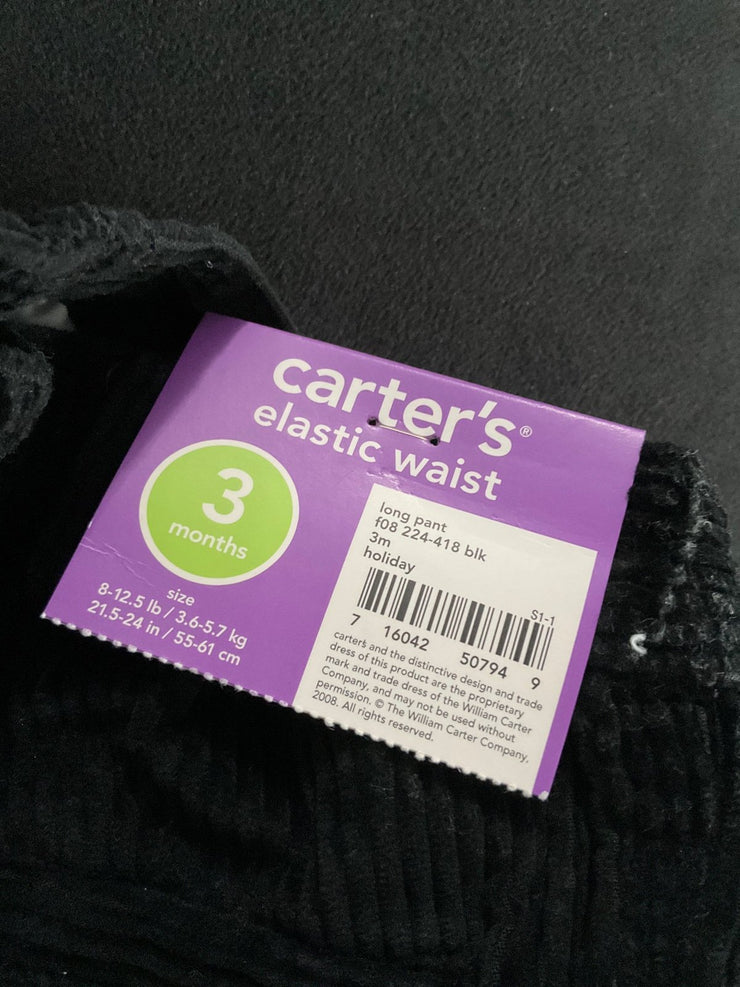 carter's®
elastic waist
3
months
size
8-12.5 lb / 3.6-5.7 kg
21.5-24 in / 55-61 cm
long pant
f08 224-418 blk
3m
holiday
S1-1
7 16042 50794 9
carter's and the distinctive design and trade
dress of this product are the proprietary
mark and trade dress of the William Carter
Company, and may not be used without
permission. © The William Carter Company,
2008. All rights reserved.